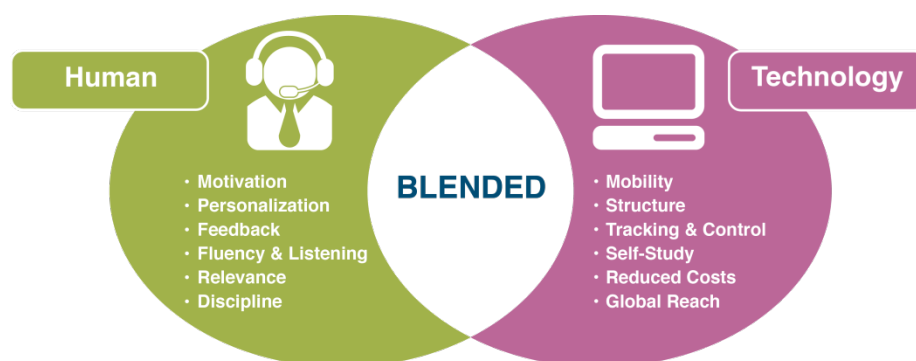 Human
Technology
BLENDED
· Motivation
· Personalization
· Feedback
· Fluency & Listening
· Relevance
· Discipline
· Mobility
· Structure
· Tracking & Control
· Self-Study
· Reduced Costs
· Global Reach